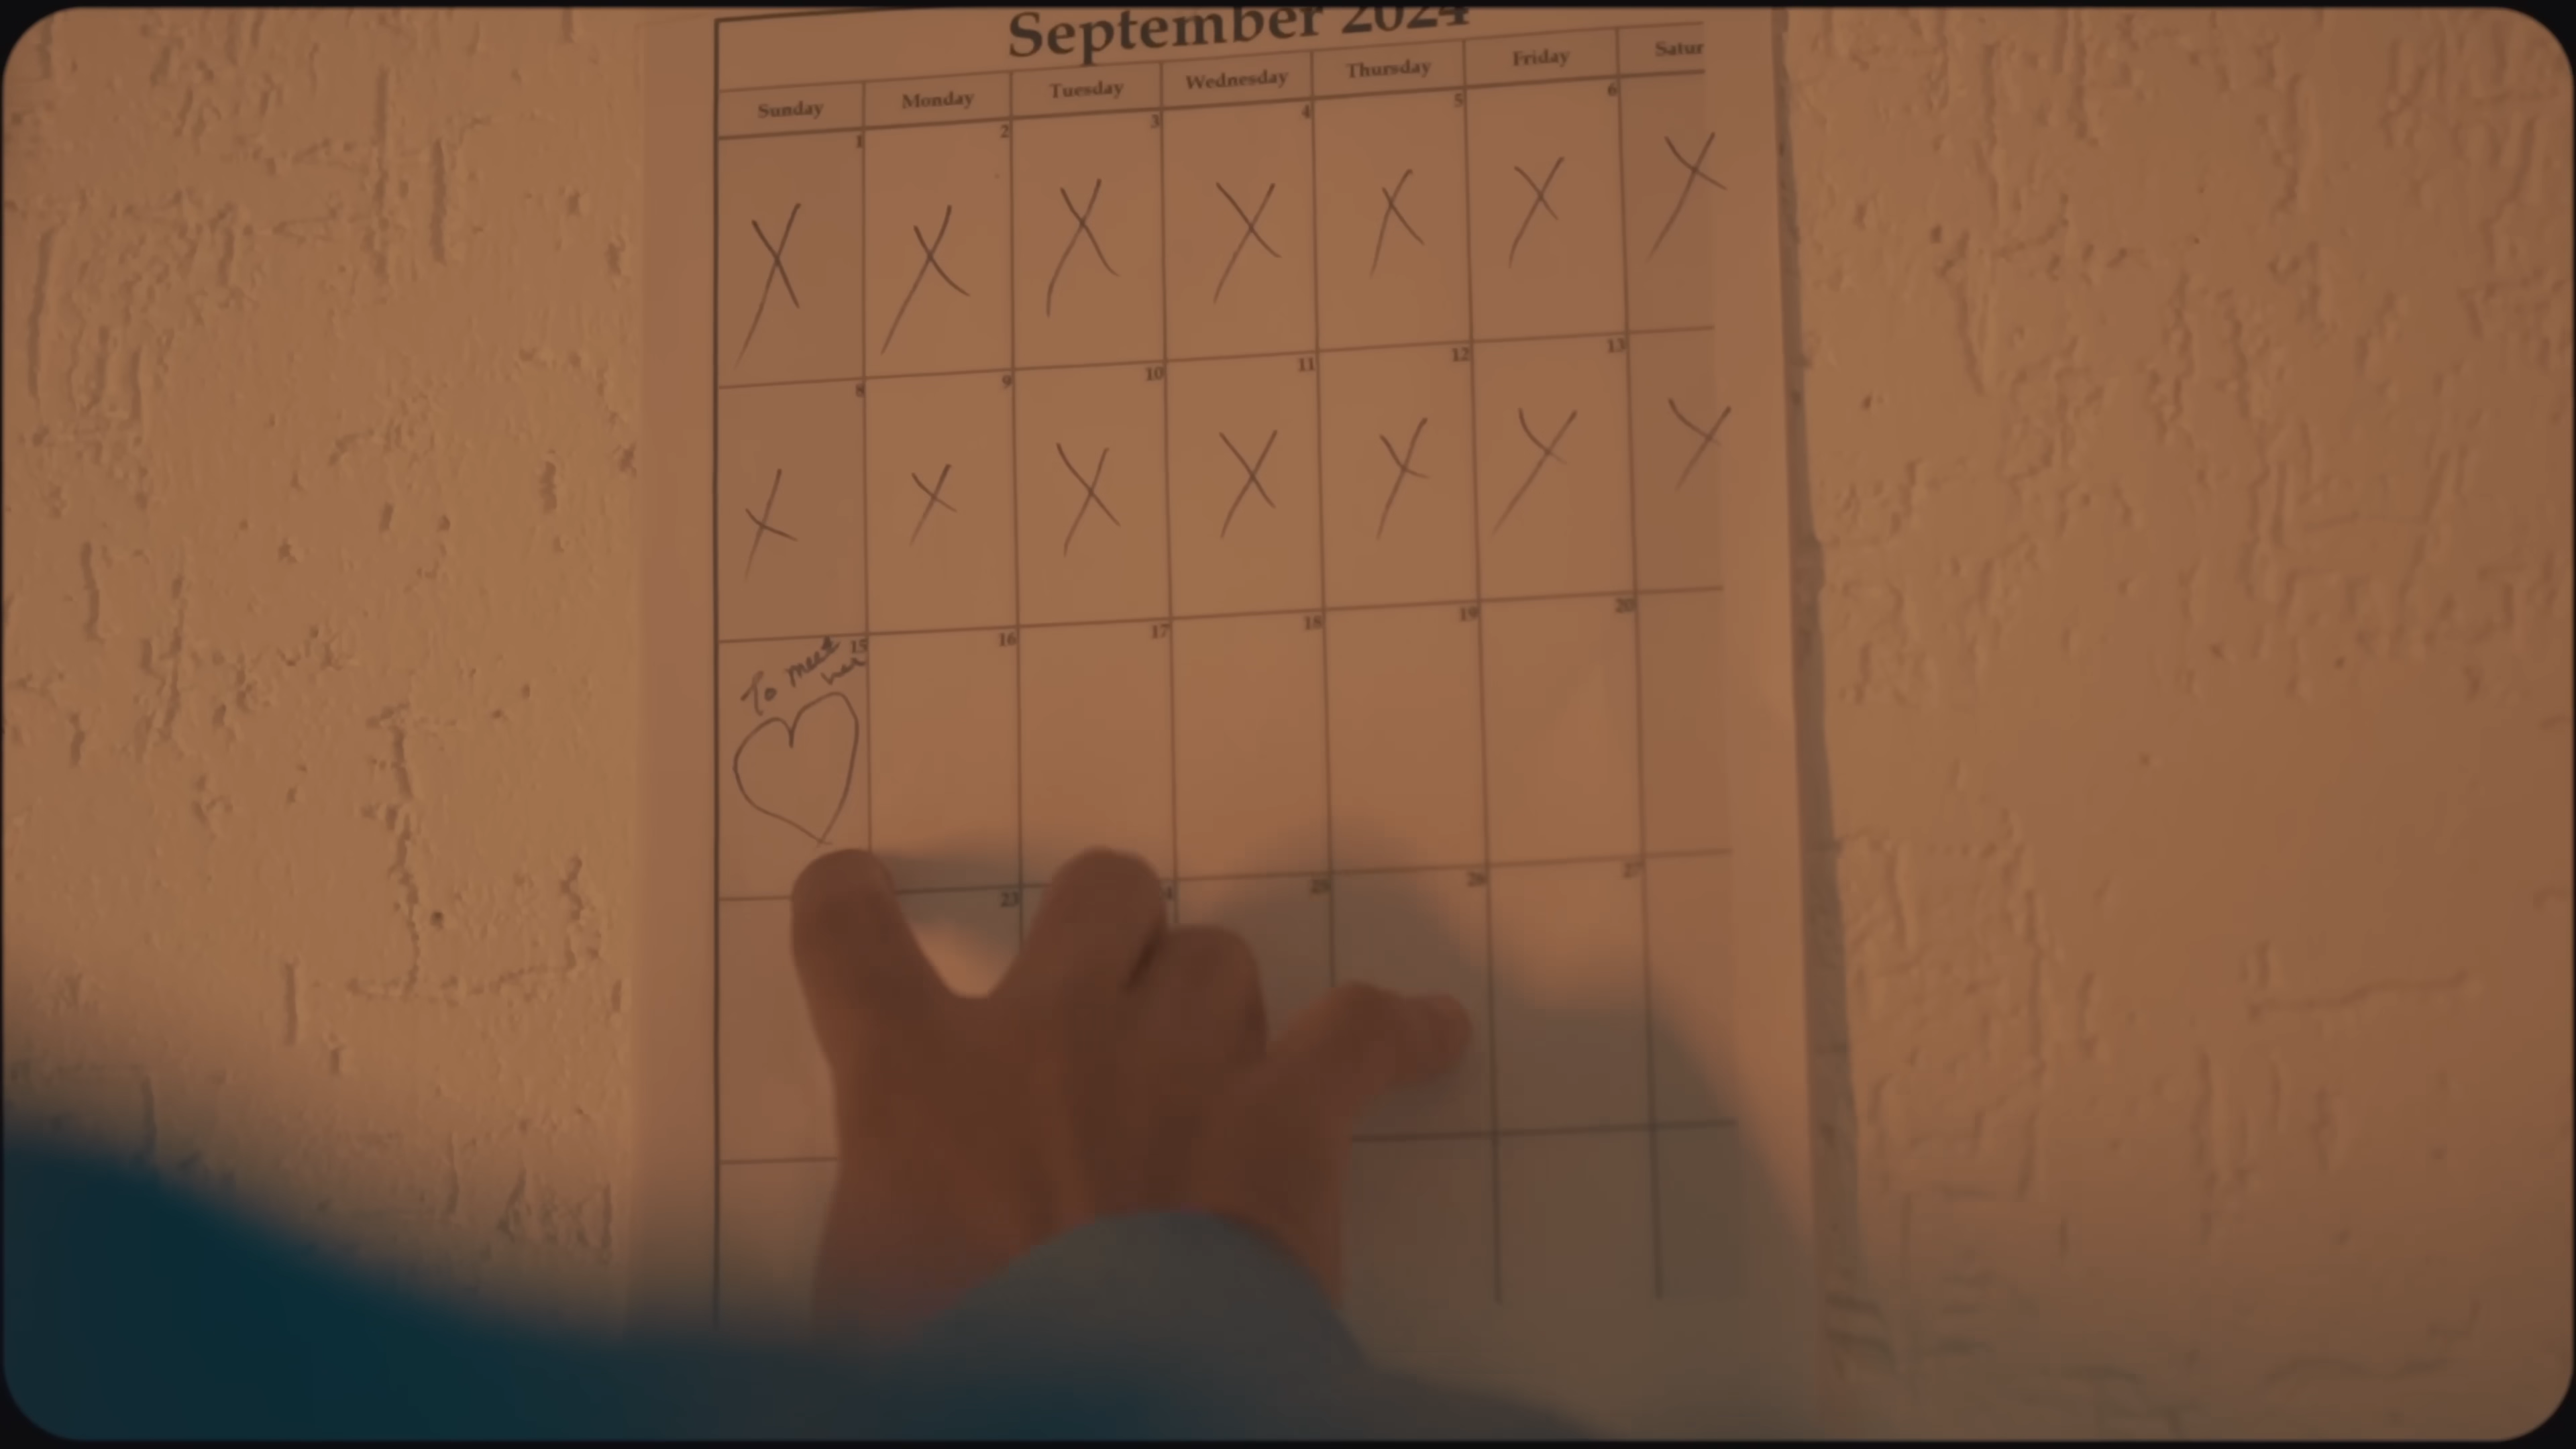 September 2024
Sunday Monday Tuesday Wednesday Thursday Friday Satur
1 2 3 4 5 6
X X X X X X X
8 9 10 11 12 13
X X X X X X X
15 16 17 18 19 20
To meet
her
23 4 25 26 27